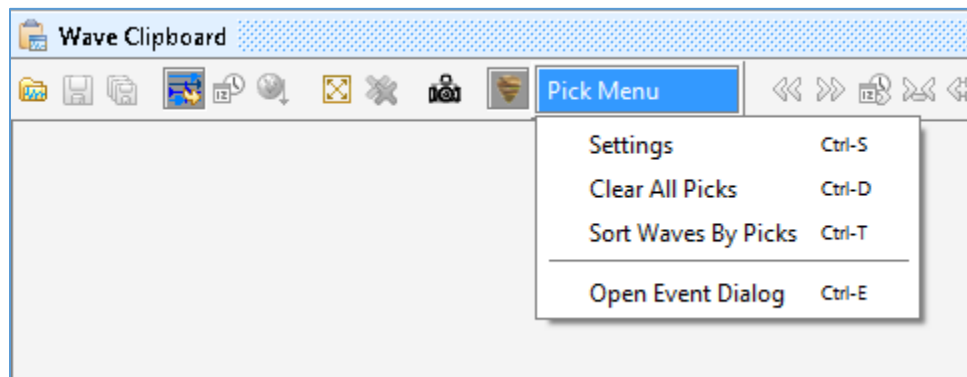 Wave Clipboard
Pick Menu
Settings Ctrl-S
Clear All Picks Ctrl-D
Sort Waves By Picks Ctrl-T
Open Event Dialog Ctrl-E